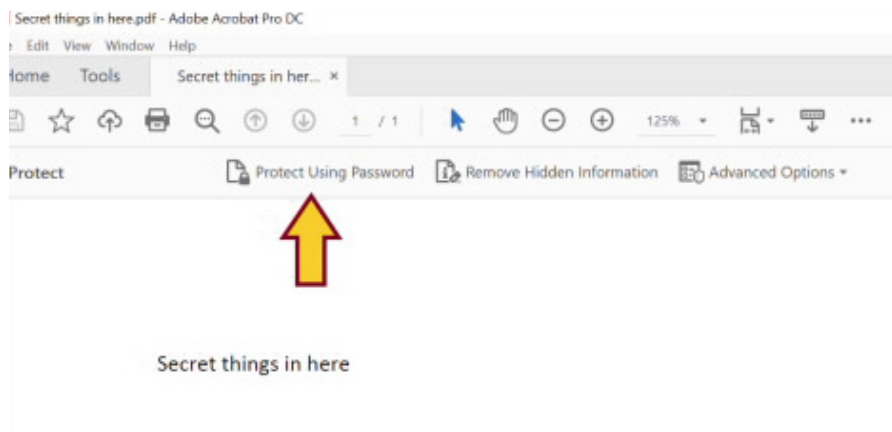 Secret things in here.pdf - Adobe Acrobat Pro DC
Edit View Window Help
Home Tools Secret things in her... ×
1 / 1 125%
Protect Protect Using Password Remove Hidden Information Advanced Options
Secret things in here